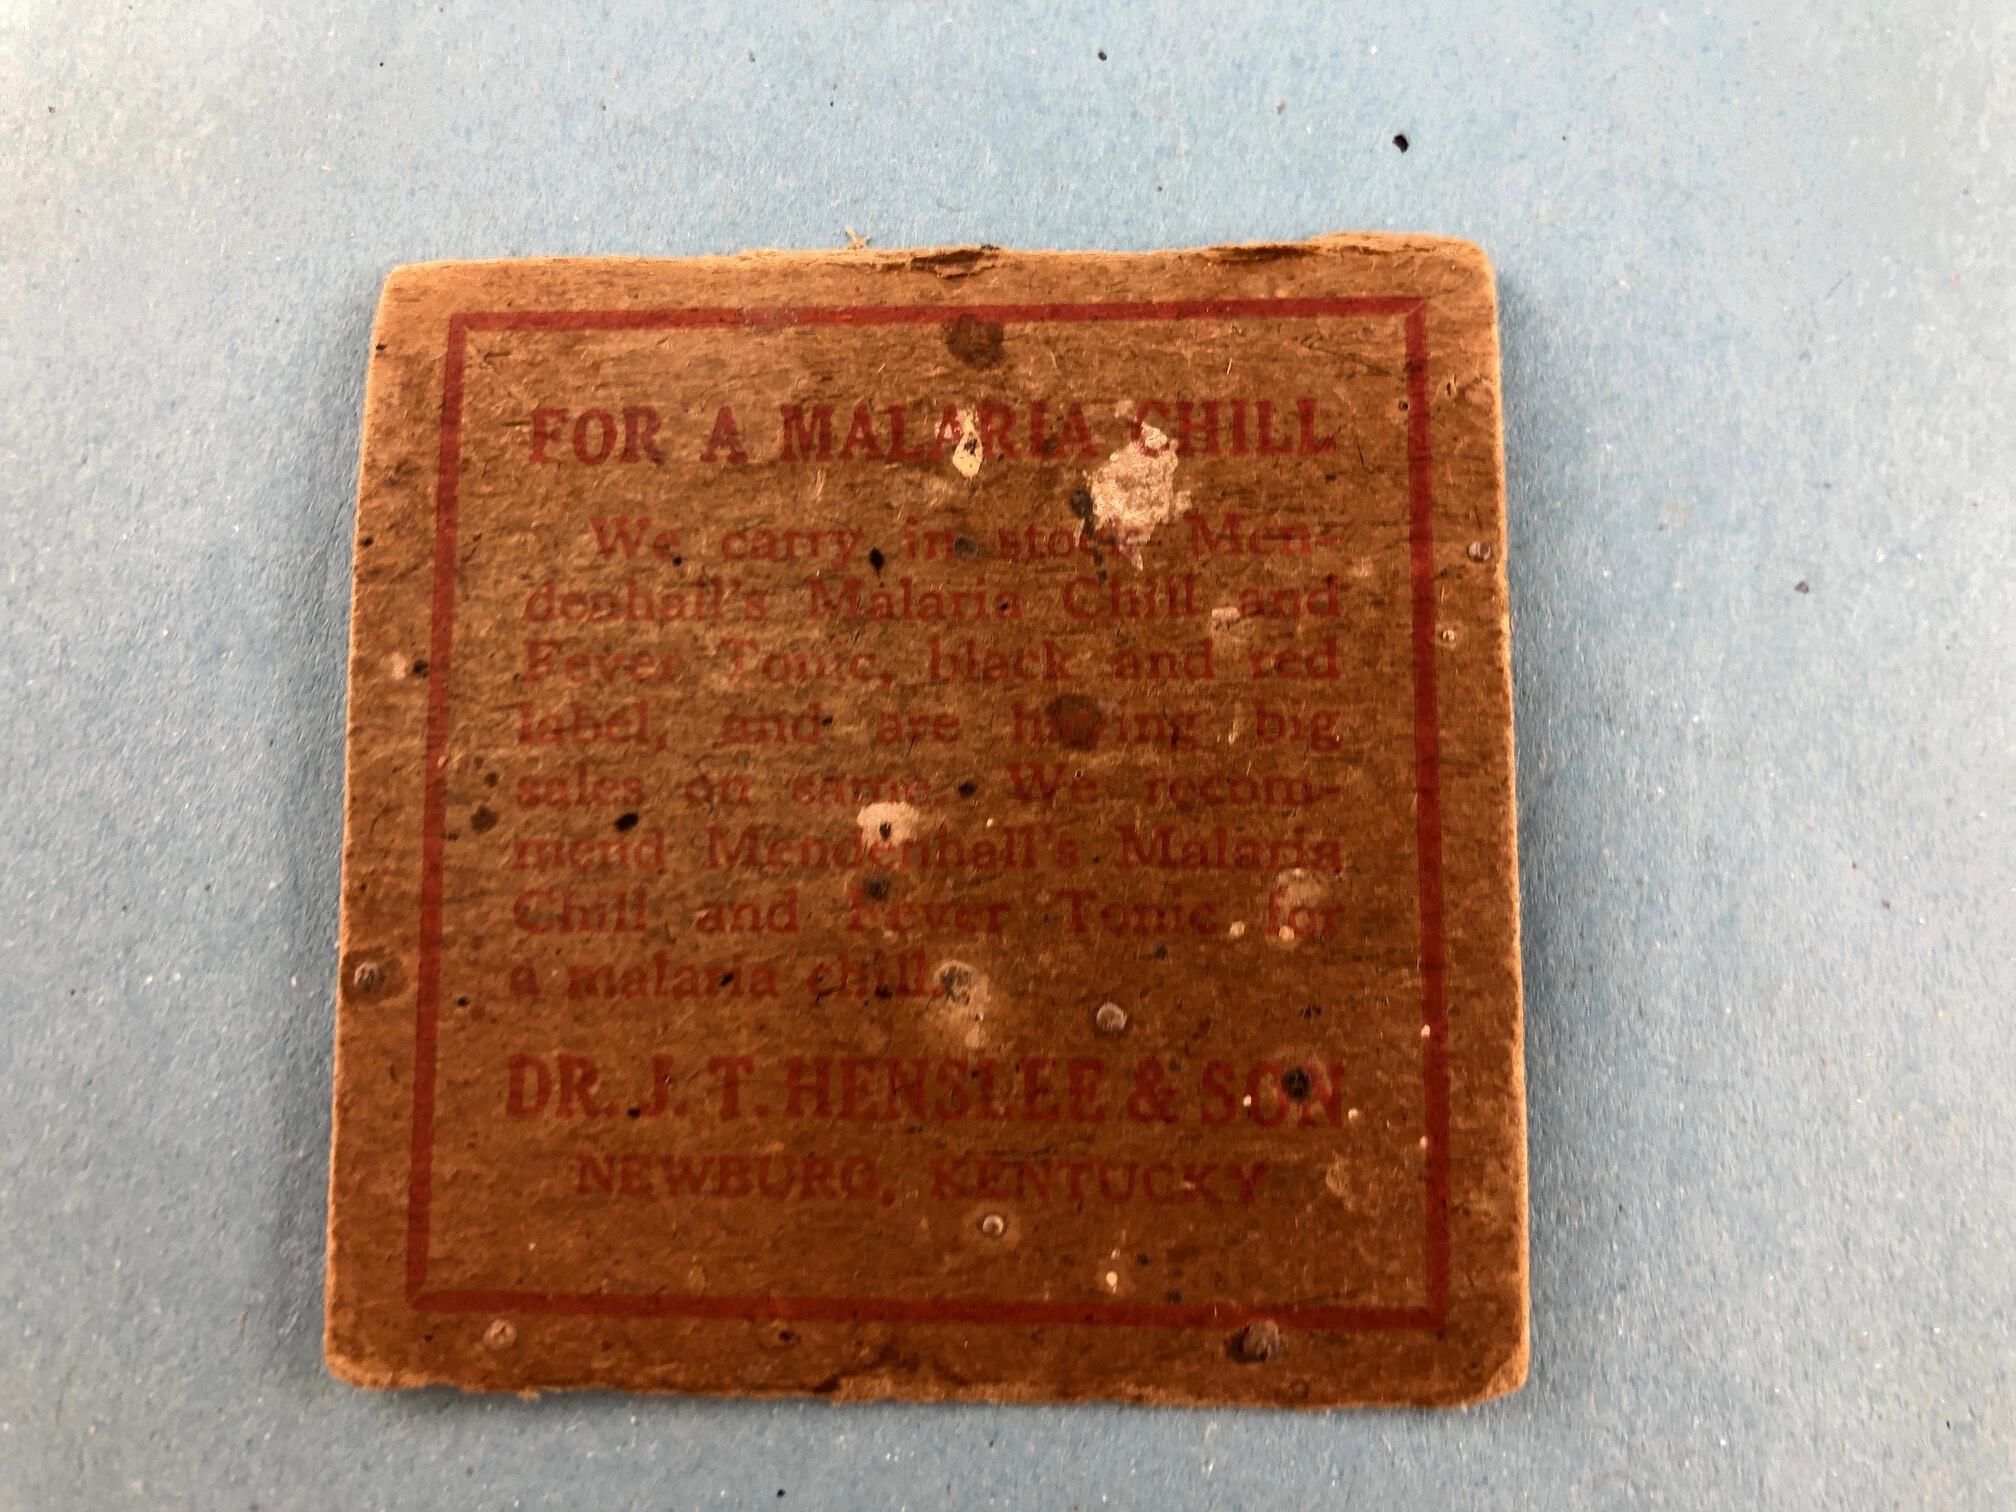 FOR A MALARIA CHILL
We carry in stock Men-
denhall's Malaria Chill and
Fever Tonic, black and red
label, and are having big
sales on same. We recom-
mend Mendenhall's Malaria
Chill and Fever Tonic for
a malaria chill.
DR. J. T. HENSLEE & SON
NEWBURG, KENTUCKY